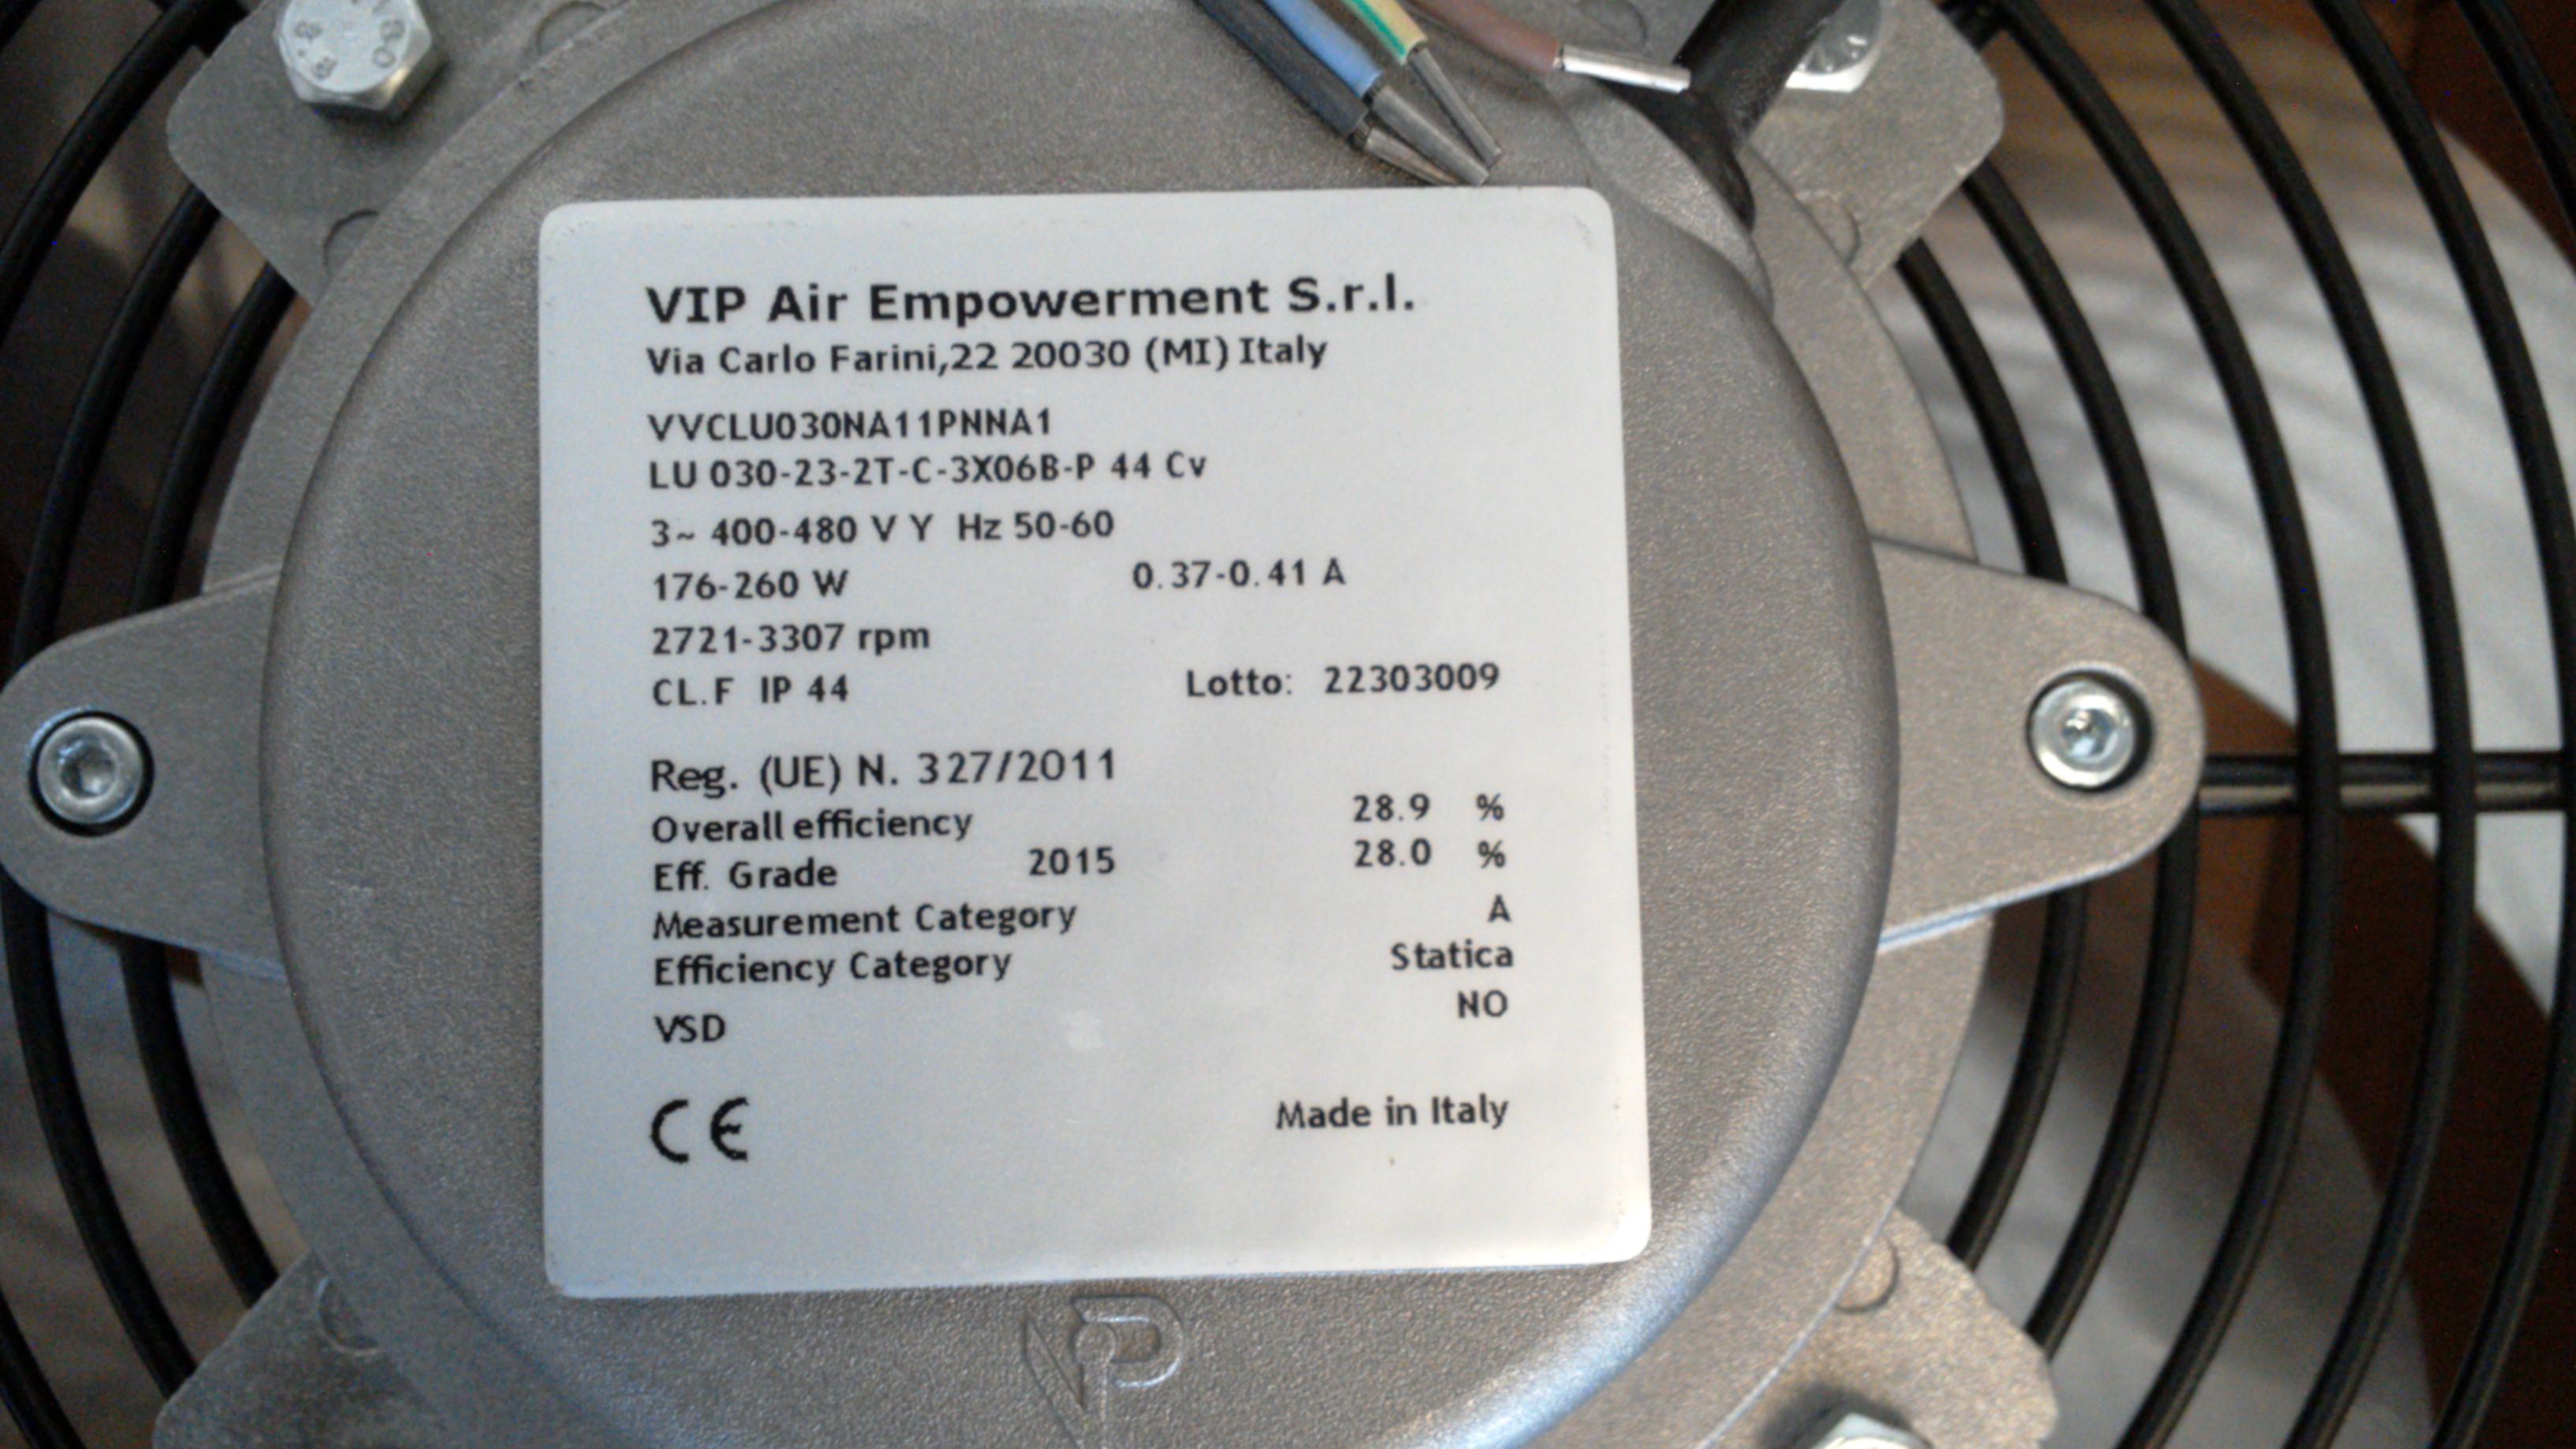 VIP Air Empowerment S.r.l.
Via Carlo Farini,22 20030 (MI) Italy
VVCLU030NA11PNNA1
LU 030-23-2T-C-3X06B-P 44 Cv
3~ 400-480 V Y Hz 50-60
176-260 W 0.37-0.41 A
2721-3307 rpm
CL.F IP 44 Lotto: 22303009
Reg. (UE) N. 327/2011
Overall efficiency 28.9 %
Eff. Grade 2015 28.0 %
Measurement Category A
Efficiency Category Statica
VSD NO
CE Made in Italy
VIP